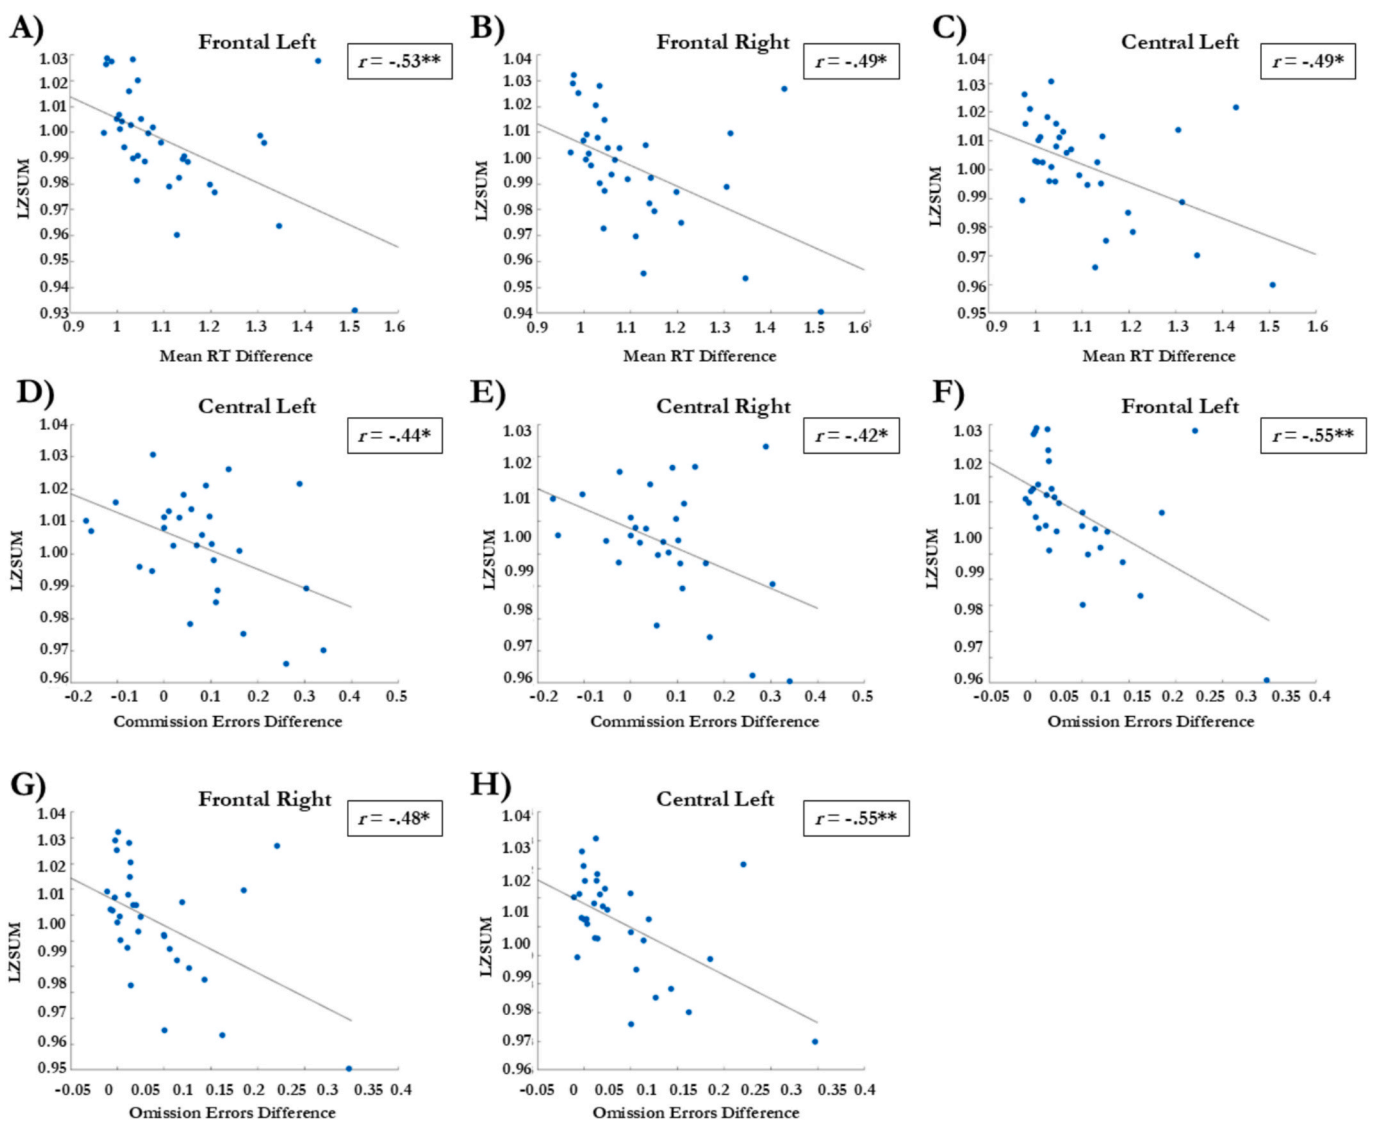 A)
Frontal Left
r = -.53**
1.03
1.02
1.01
1.00
0.99
0.98
0.97
0.96
0.95
0.94
0.93
LZSUM
0.9 1 1.1 1.2 1.3 1.4 1.5 1.6
Mean RT Difference
B)
Frontal Right
r = -.49*
1.04
1.03
1.02
1.01
1.00
0.99
0.98
0.97
0.96
0.95
0.94
LZSUM
0.9 1 1.1 1.2 1.3 1.4 1.5 1.6
Mean RT Difference
C)
Central Left
r = -.49*
1.04
1.03
1.02
1.01
1.00
0.99
0.98
0.97
0.96
0.95
LZSUM
0.9 1 1.1 1.2 1.3 1.4 1.5 1.6
Mean RT Difference
D)
Central Left
r = -.44*
1.04
1.03
1.02
1.01
1.00
0.99
0.98
0.97
0.96
LZSUM
-0.2 -0.1 0 0.1 0.2 0.3 0.4 0.5
Commission Errors Difference
E)
Central Right
r = -.42*
1.03
1.02
1.01
1.00
0.99
0.98
0.97
0.96
LZSUM
-0.2 -0.1 0 0.1 0.2 0.3 0.4 0.5
Commission Errors Difference
F)
Frontal Left
r = -.55**
1.03
1.02
1.01
1.00
0.99
0.98
0.97
0.96
LZSUM
-0.05 0 0.05 0.1 0.15 0.2 0.3 0.35 0.4
Omission Errors Difference
G)
Frontal Right
r = -.48*
1.04
1.03
1.02
1.01
1.00
0.99
0.98
0.97
0.96
0.95
LZSUM
-0.05 0 0.05 0.1 0.15 0.2 0.3 0.35 0.4
Omission Errors Difference
H)
Central Left
r = -.55**
1.04
1.03
1.02
1.01
1.00
0.99
0.98
0.97
0.96
LZSUM
-0.05 0 0.05 0.1 0.15 0.2 0.3 0.3 0.4
Omission Errors Difference